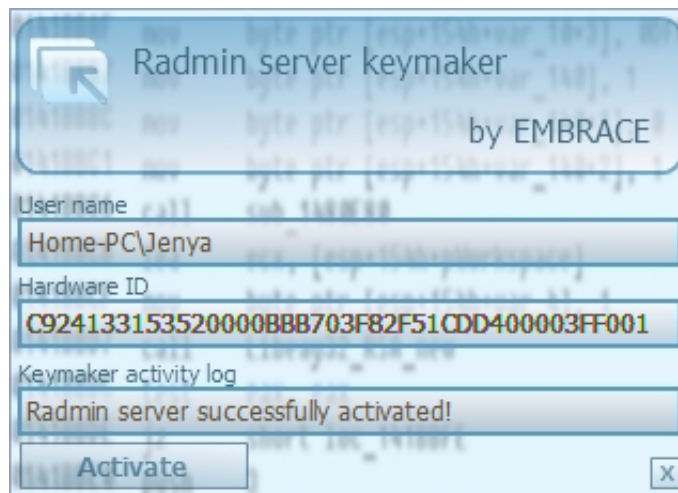 Radmin server keymaker
by EMBRACE
User name
Home-PC\Jenya
Hardware ID
C924133153520000BBB703F82F51CDD400003FF001
Keymaker activity log
Radmin server successfully activated!
Activate
X